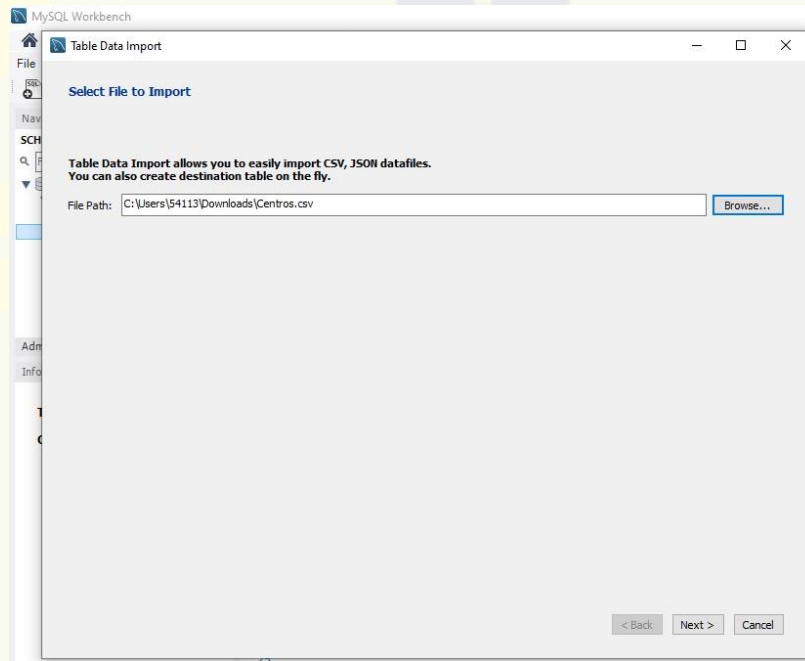 MySQL Workbench
Table Data Import
File
Select File to Import
Nav
SCH
Table Data Import allows you to easily import CSV, JSON datafiles.
You can also create destination table on the fly.
File Path: C:\Users\54113\Downloads\Centros.csv Browse...
Adm
Info
< Back Next > Cancel